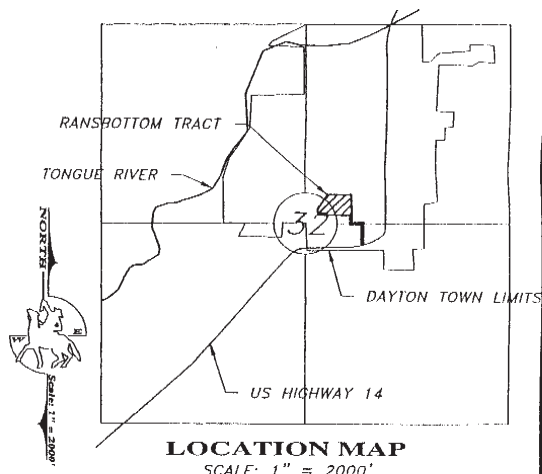 RANSBOTTOM TRACT
TONGUE RIVER
NORTH
32
DAYTON TOWN LIMITS
W
E
US HIGHWAY 14
Scale: 1" = 2000'
LOCATION MAP
SCALE: 1" = 2000'